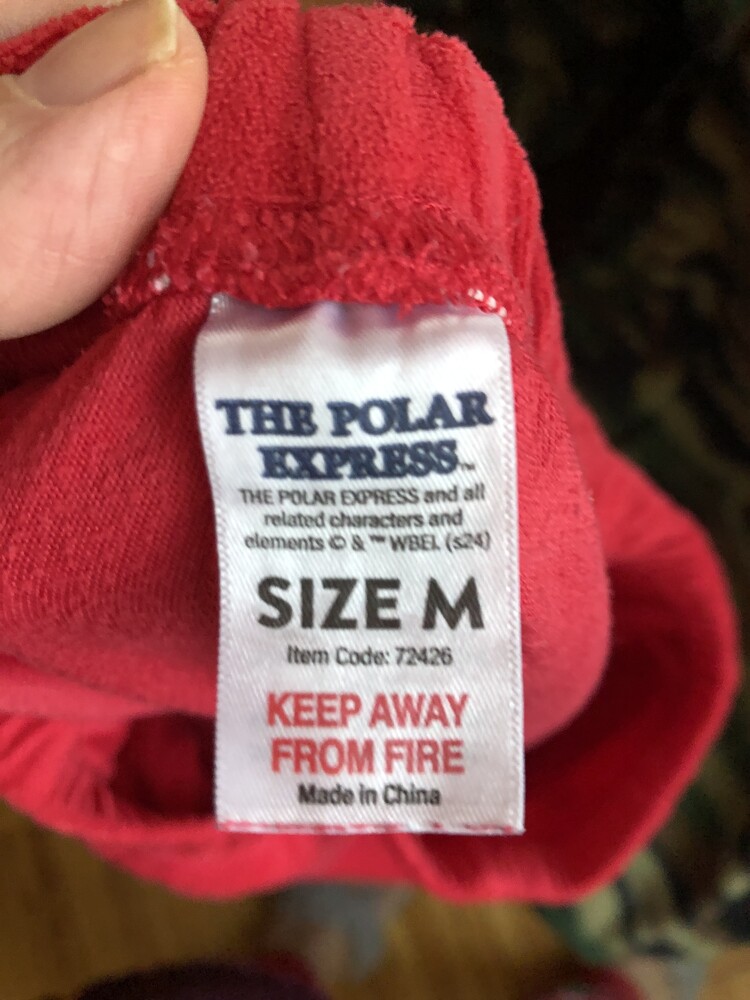 THE POLAR
EXPRESS™
THE POLAR EXPRESS and all
related characters and
elements © & ™ WBEI. (s24)
SIZE M
Item Code: 72426
KEEP AWAY
FROM FIRE
Made in China